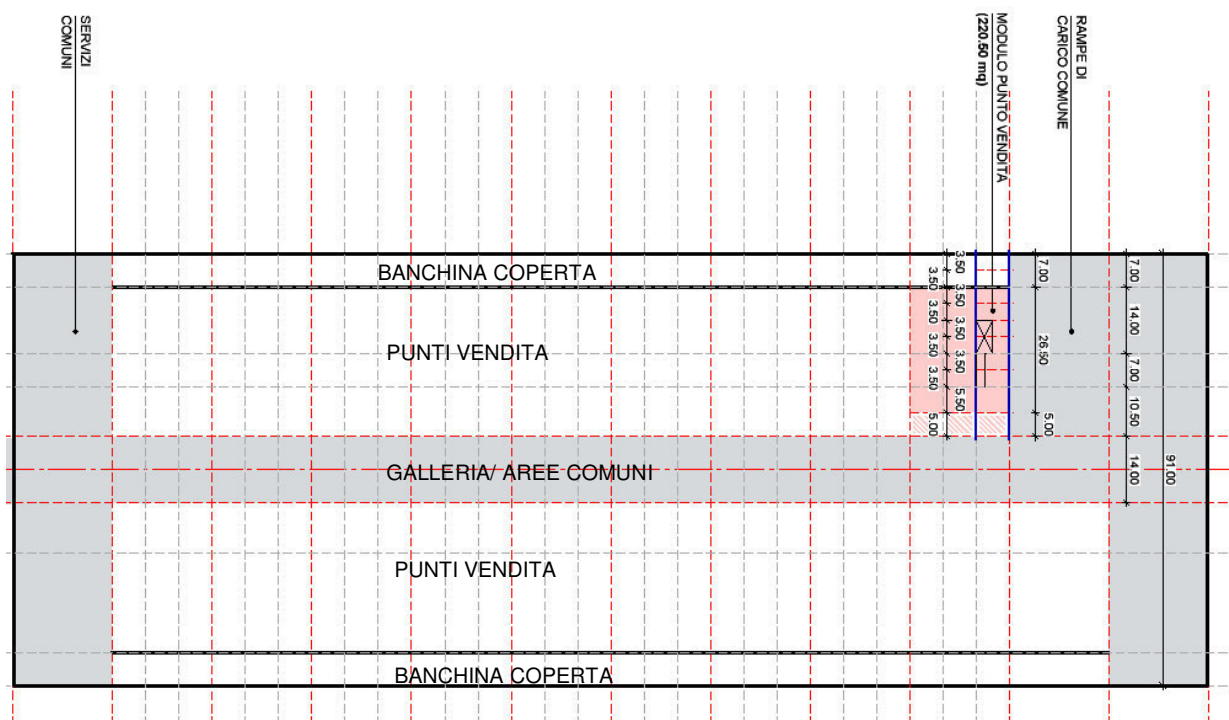 SERVIZI
COMUNI
MODULO PUNTO VENDITA
(220.50 mq)
RAMPE DI
CARICO COMUNE
BANCHINA COPERTA
PUNTI VENDITA
GALLERIA/ AREE COMUNI
PUNTI VENDITA
BANCHINA COPERTA
3.50
3.50
3.50
3.50
3.50
3.50
3.50
3.50
3.50
5.50
5.00
7.00
26.50
5.00
7.00
14.00
7.00
10.50
14.00
91.00